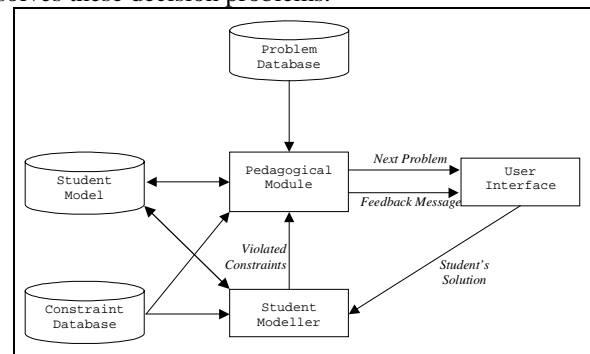 solves these decision problems.
Problem
Database
Pedagogical
Module
Next Problem
User
Interface
Student
Model
Feedback Message
Violated
Constraints
Student's
Solution
Constraint
Database
Student
Modeller